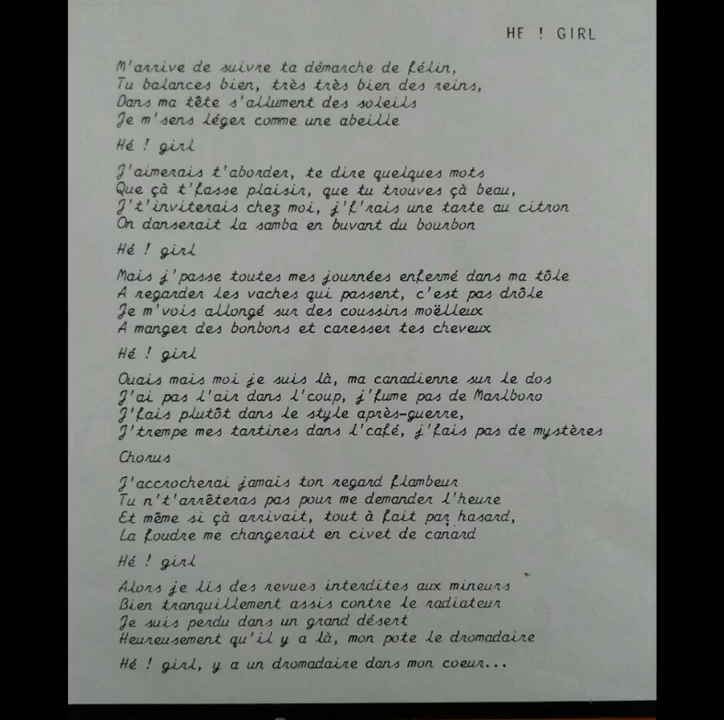 HE ! GIRL
M'arrive de suivre ta démarche de félin,
Tu balances bien, très très bien des reins,
Dans ma tête s'allument des soleils
Je m'sens léger comme une abeille
Hé ! girl
J'aimerais t'aborder, te dire quelques mots
Que çà t'fasse plaisir, que tu trouves çà beau,
J't'inviterais chez moi, j'f'rais une tarte au citron
On danserait la samba en buvant du bourbon
Hé ! girl
Mais j'passe toutes mes journées enfermé dans ma tôle
A regarder les vaches qui passent, c'est pas drôle
Je m'vois allongé sur des coussins moëlleux
A manger des bonbons et caresser tes cheveux
Hé ! girl
Ouais mais moi je suis là, ma canadienne sur le dos
J'ai pas l'air dans l'coup, j'fume pas de Marlboro
J'fais plutôt dans le style après-guerre,
J'trempe mes tartines dans l'café, j'fais pas de mystères
Chorus
J'accrocherai jamais ton regard flambeur
Tu n't'arrêteras pas pour me demander l'heure
Et même si çà arrivait, tout à fait par hasard,
La foudre me changerait en civet de canard
Hé ! girl
Alors je lis des revues interdites aux mineurs
Bien tranquillement assis contre le radiateur
Je suis perdu dans un grand désert
Heureusement qu'il y a là, mon pote le dromadaire
Hé ! girl, y a un dromadaire dans mon coeur...